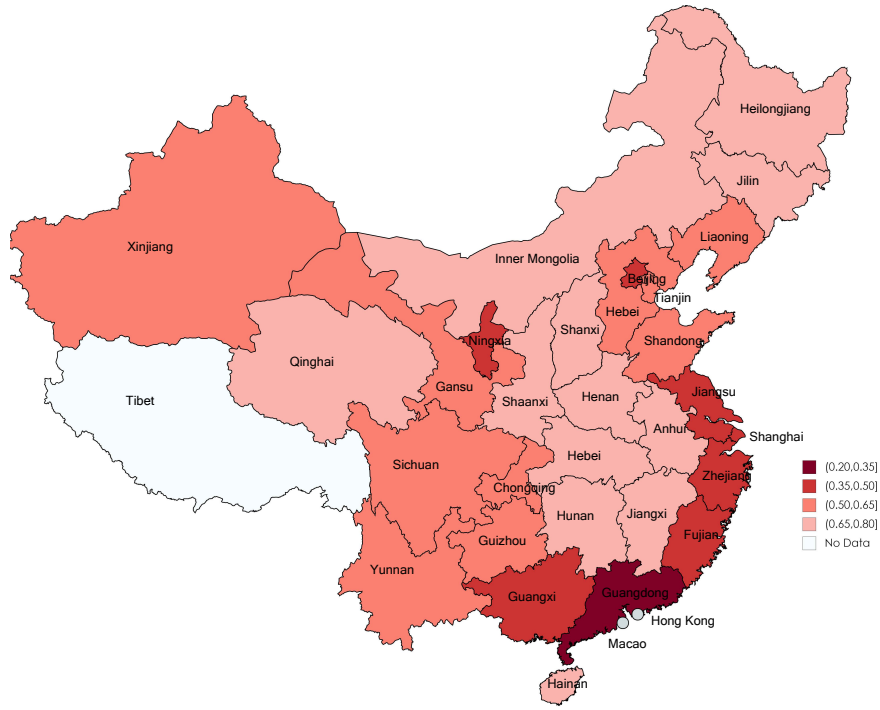 Heilongjiang
Jilin
Liaoning
Xinjiang
Inner Mongolia
Beijing
Tianjin
Hebei
Shanxi
Ningxia
Shandong
Qinghai
Gansu
Tibet
Shaanxi
Henan
Jiangsu
Anhui
Shanghai
Hebei
Sichuan
Chongqing
Zhejiang
Hunan
Jiangxi
Guizhou
Fujian
Yunnan
Guangxi
Guangdong
Hong Kong
Macao
Hainan
(0.20,0.35]
(0.35,0.50]
(0.50,0.65]
(0.65,0.80]
No Data